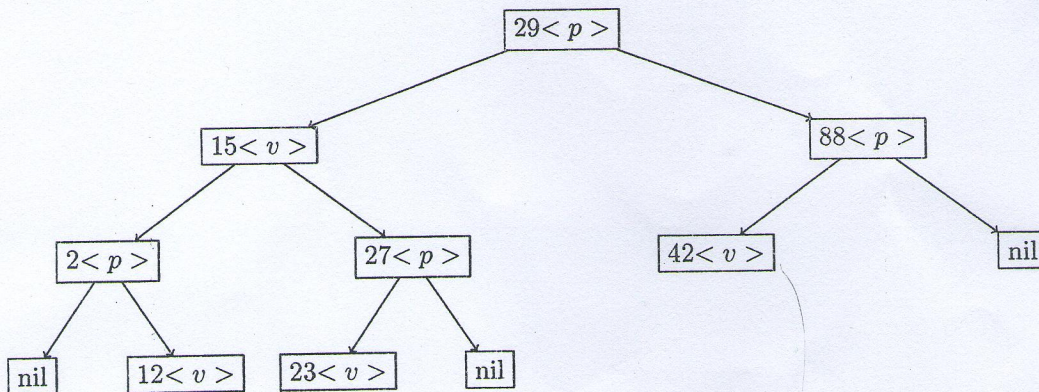 29< p >
15< v >
88< p >
2< p >
27< p >
42< v >
nil
nil
12< v >
23< v >
nil